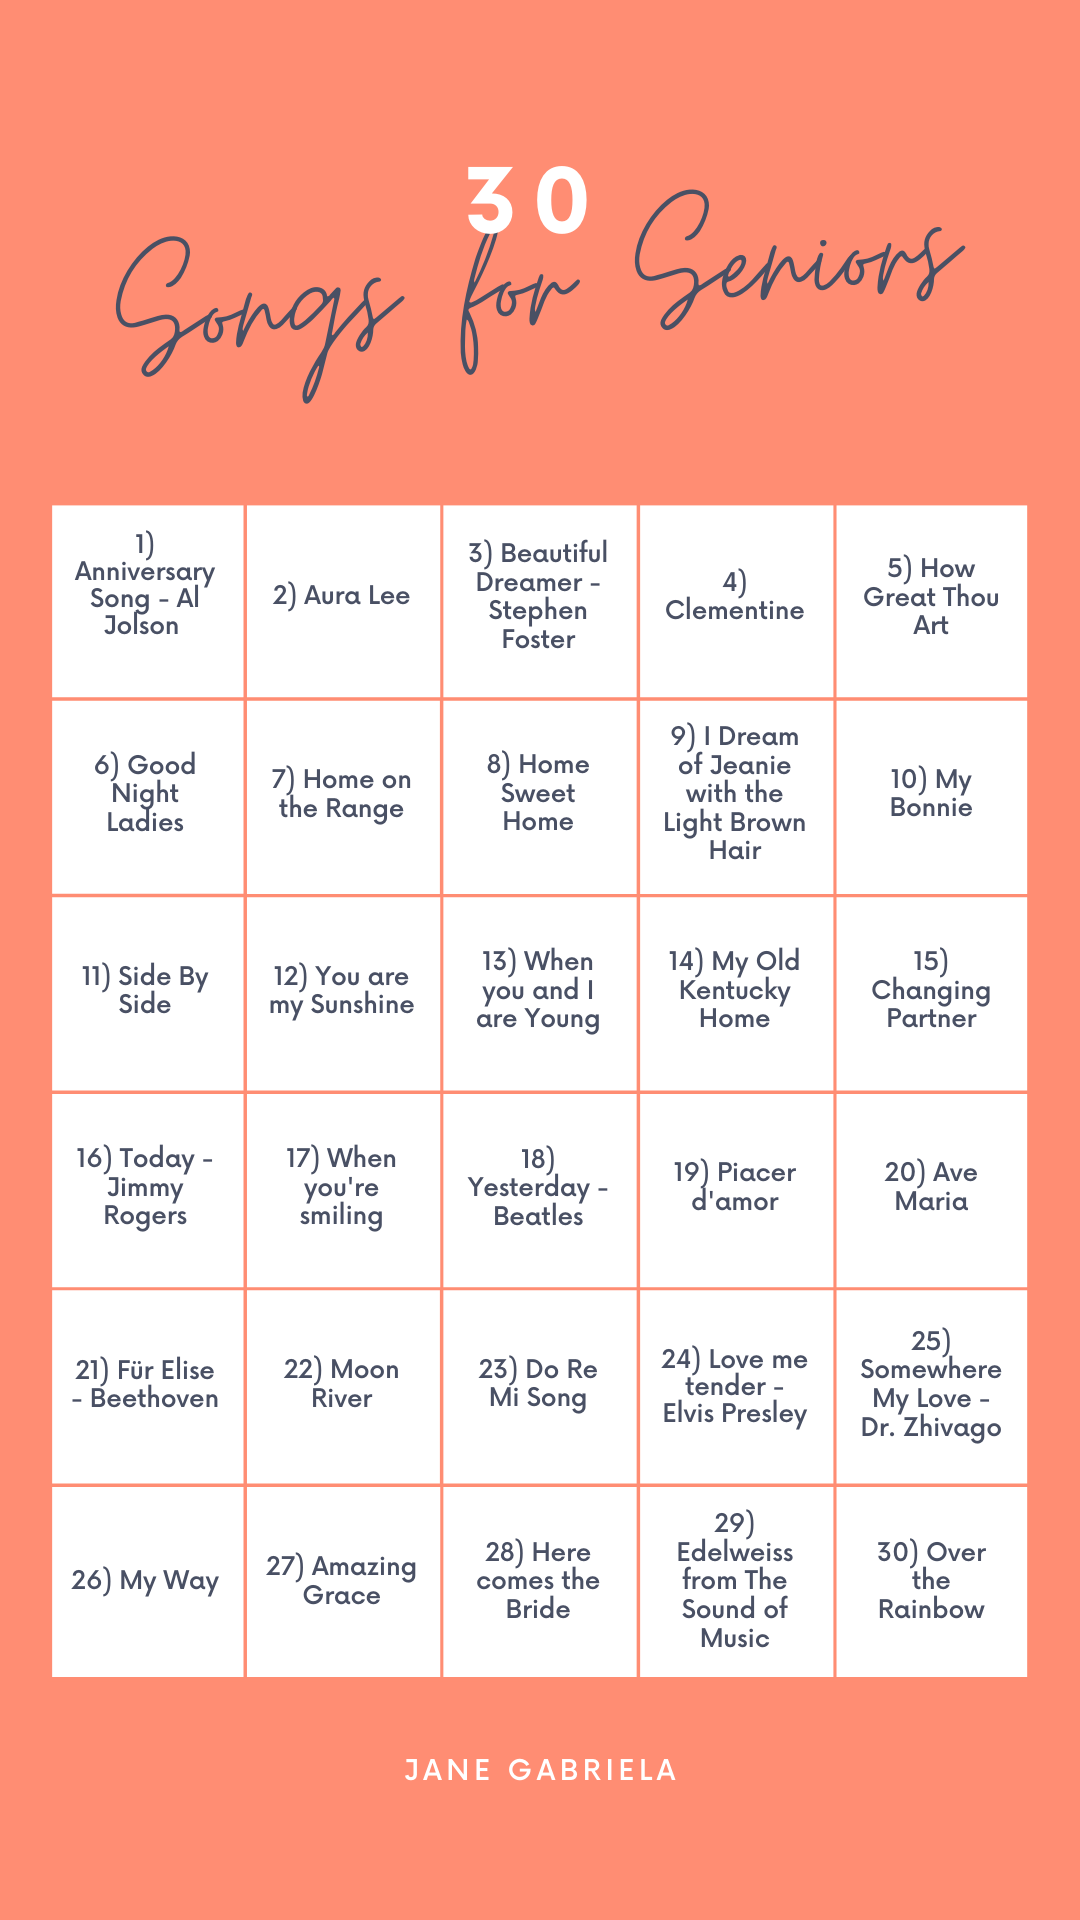 30
Songs for Seniors
1)
Anniversary
Song - Al
Jolson
2) Aura Lee
3) Beautiful
Dreamer -
Stephen
Foster
4)
Clementine
5) How
Great Thou
Art
6) Good
Night
Ladies
7) Home on
the Range
8) Home
Sweet
Home
9) I Dream
of Jeanie
with the
Light Brown
Hair
10) My
Bonnie
11) Side By
Side
12) You are
my Sunshine
13) When
you and I
are Young
14) My Old
Kentucky
Home
15)
Changing
Partner
16) Today -
Jimmy
Rogers
17) When
you're
smiling
18)
Yesterday -
Beatles
19) Piacer
d'amor
20) Ave
Maria
21) Für Elise
- Beethoven
22) Moon
River
23) Do Re
Mi Song
24) Love me
tender -
Elvis Presley
25)
Somewhere
My Love -
Dr. Zhivago
26) My Way
27) Amazing
Grace
28) Here
comes the
Bride
29)
Edelweiss
from The
Sound of
Music
30) Over
the
Rainbow
JANE GABRIELA